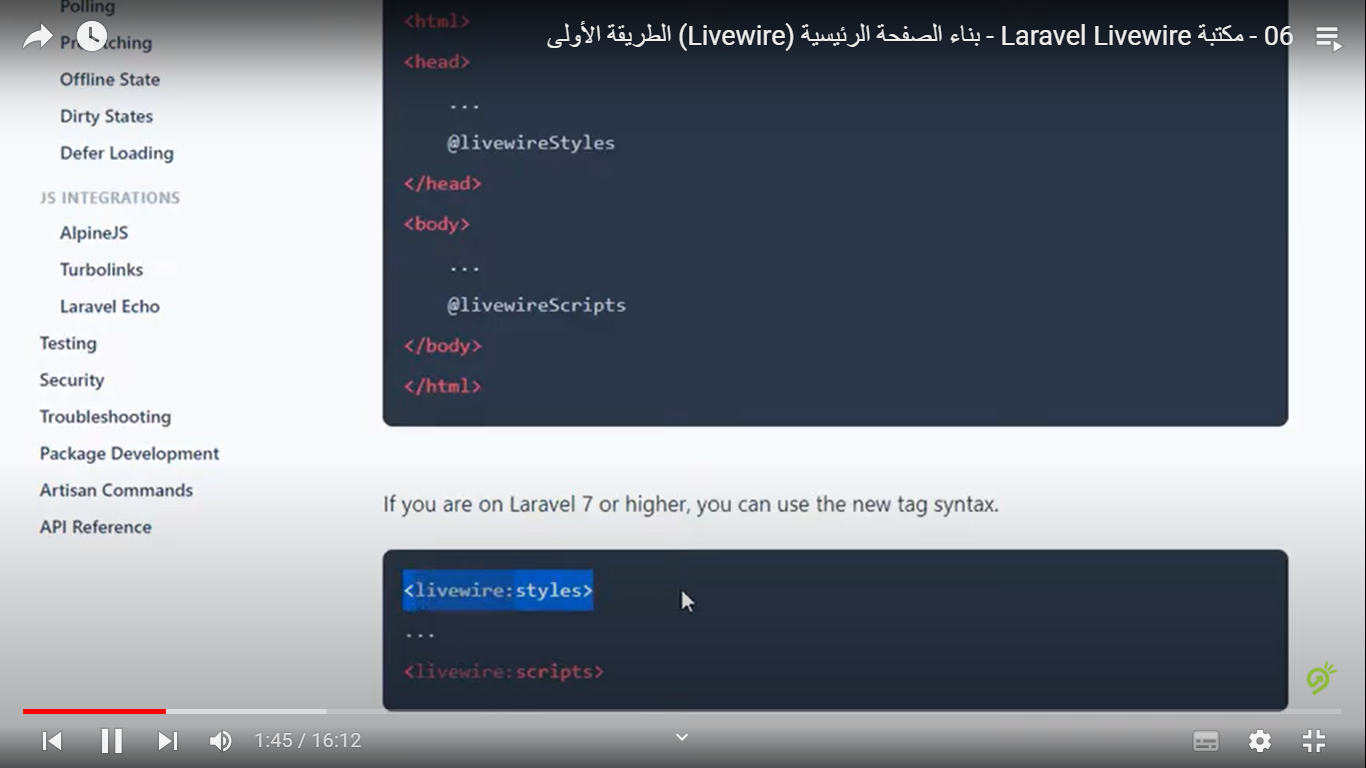 06 - مكتبة Laravel Livewire - بناء الصفحة الرئيسية (Livewire) الطريقة الأولى
Polling
Offline State
Dirty States
Defer Loading
JS INTEGRATIONS
AlpineJS
Turbolinks
Laravel Echo
Testing
Security
Troubleshooting
Package Development
Artisan Commands
API Reference
<html>
<head>
...
@livewireStyles
</head>
<body>
...
@livewireScripts
</body>
</html>
If you are on Laravel 7 or higher, you can use the new tag syntax.
<livewire:styles>
...
<livewire:scripts>
1:45 / 16:12